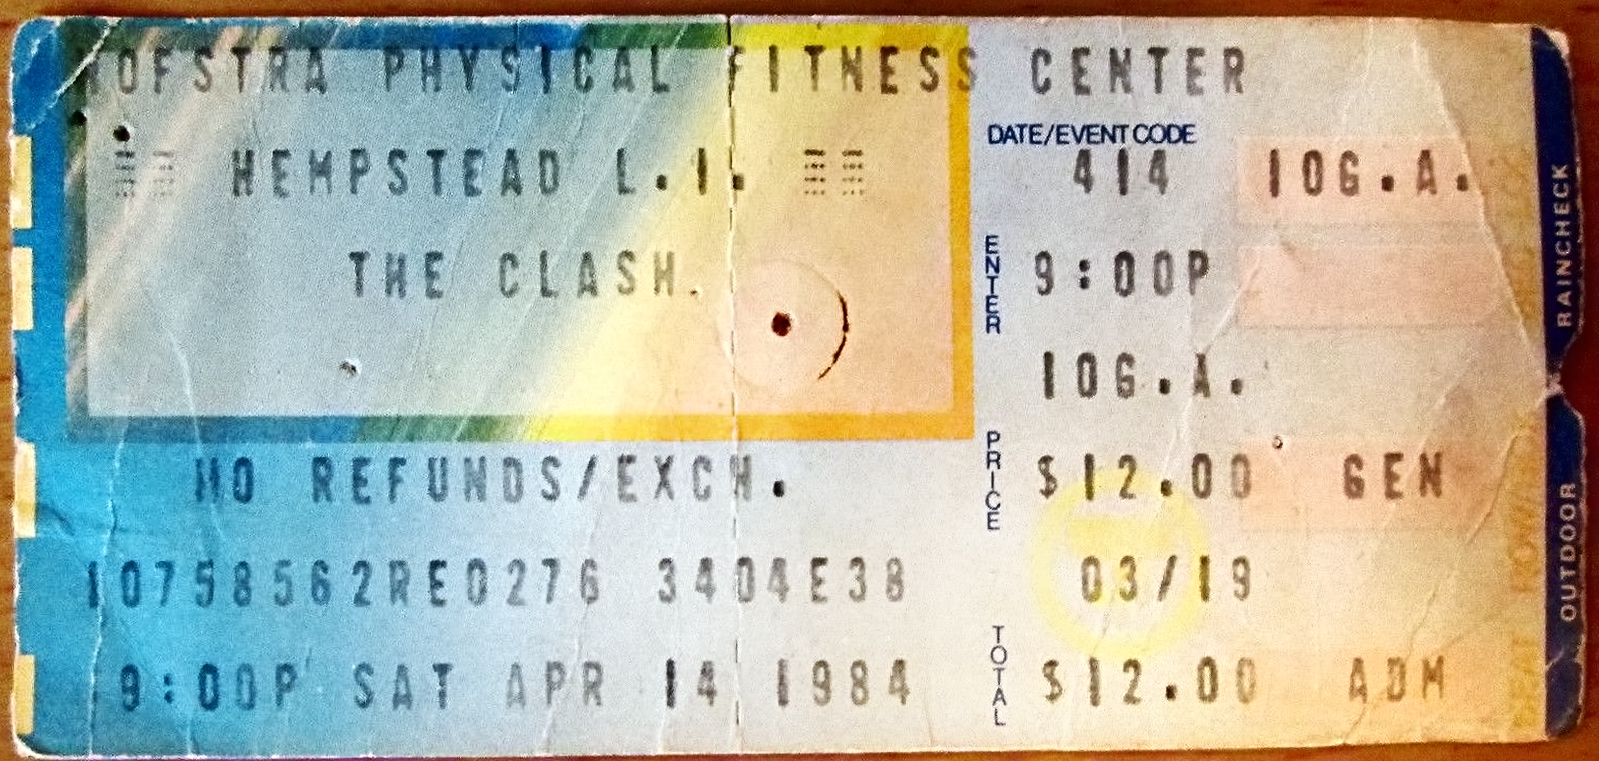 HOFSTRA PHYSICAL FITNESS CENTER
HEMPSTEAD L.I.
THE CLASH.
NO REFUNDS/EXCH.
10758562RE0276 3404E38
9:00P SAT APR 14 1984
DATE/EVENT CODE
414 10G.A.
ENTER
9:00P
10G.A.
PRICE
$12.00 GEN
03/19
TOTAL
$12.00 ADM
OUTDOOR RAINCHECK